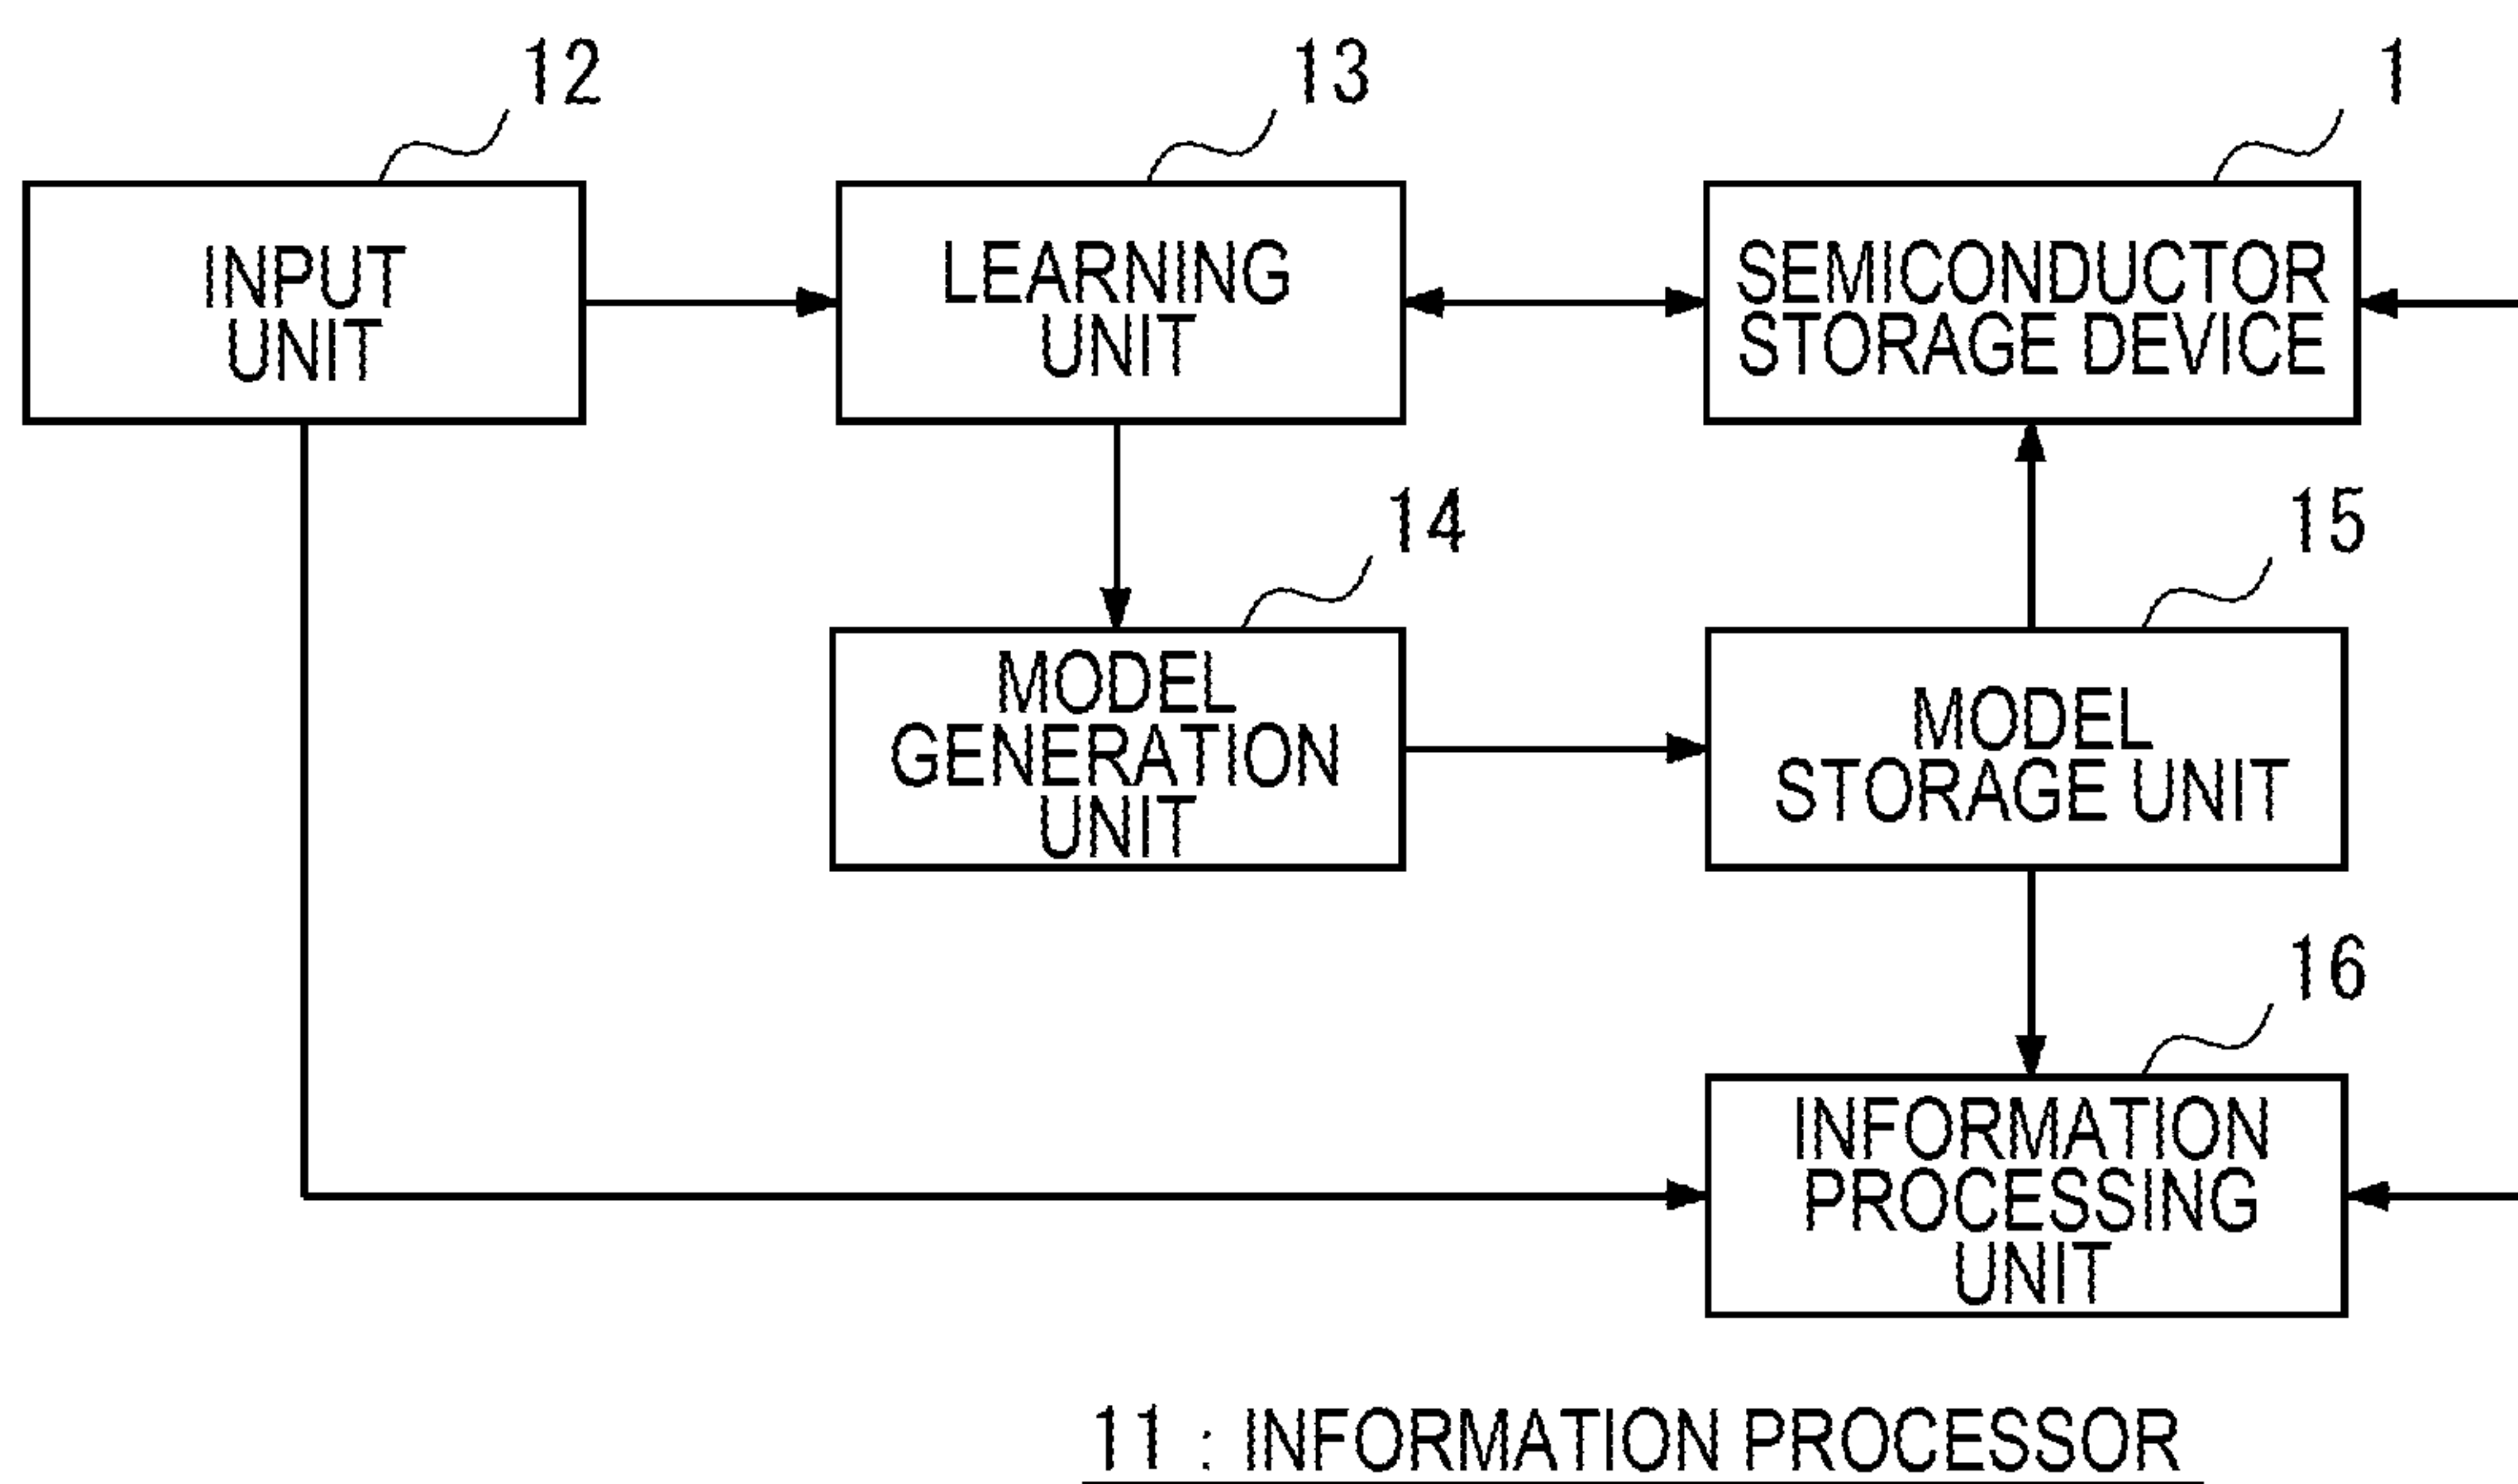 12
13
1
INPUT
UNIT
LEARNING
UNIT
SEMICONDUCTOR
STORAGE DEVICE
14
15
MODEL
GENERATION
UNIT
MODEL
STORAGE UNIT
16
INFORMATION
PROCESSING
UNIT
11 : INFORMATION PROCESSOR